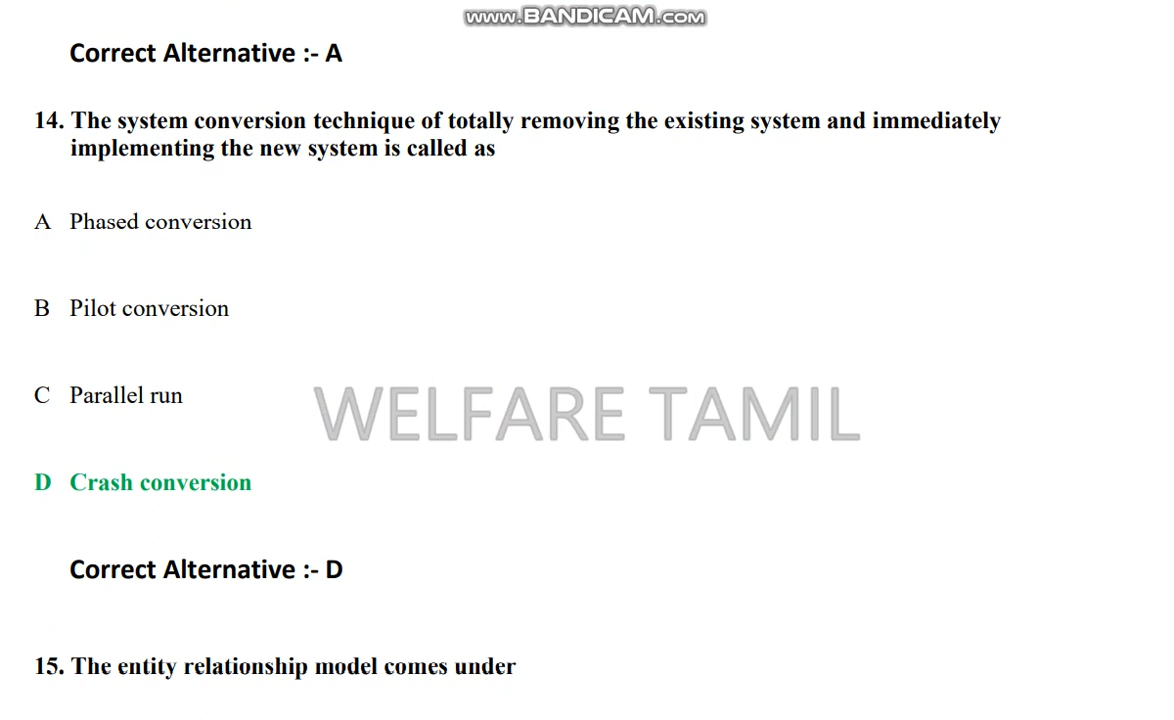 www.BANDICAM.com
Correct Alternative :- A
14. The system conversion technique of totally removing the existing system and immediately
implementing the new system is called as
A Phased conversion
B Pilot conversion
C Parallel run
WELFARE TAMIL
D Crash conversion
Correct Alternative :- D
15. The entity relationship model comes under